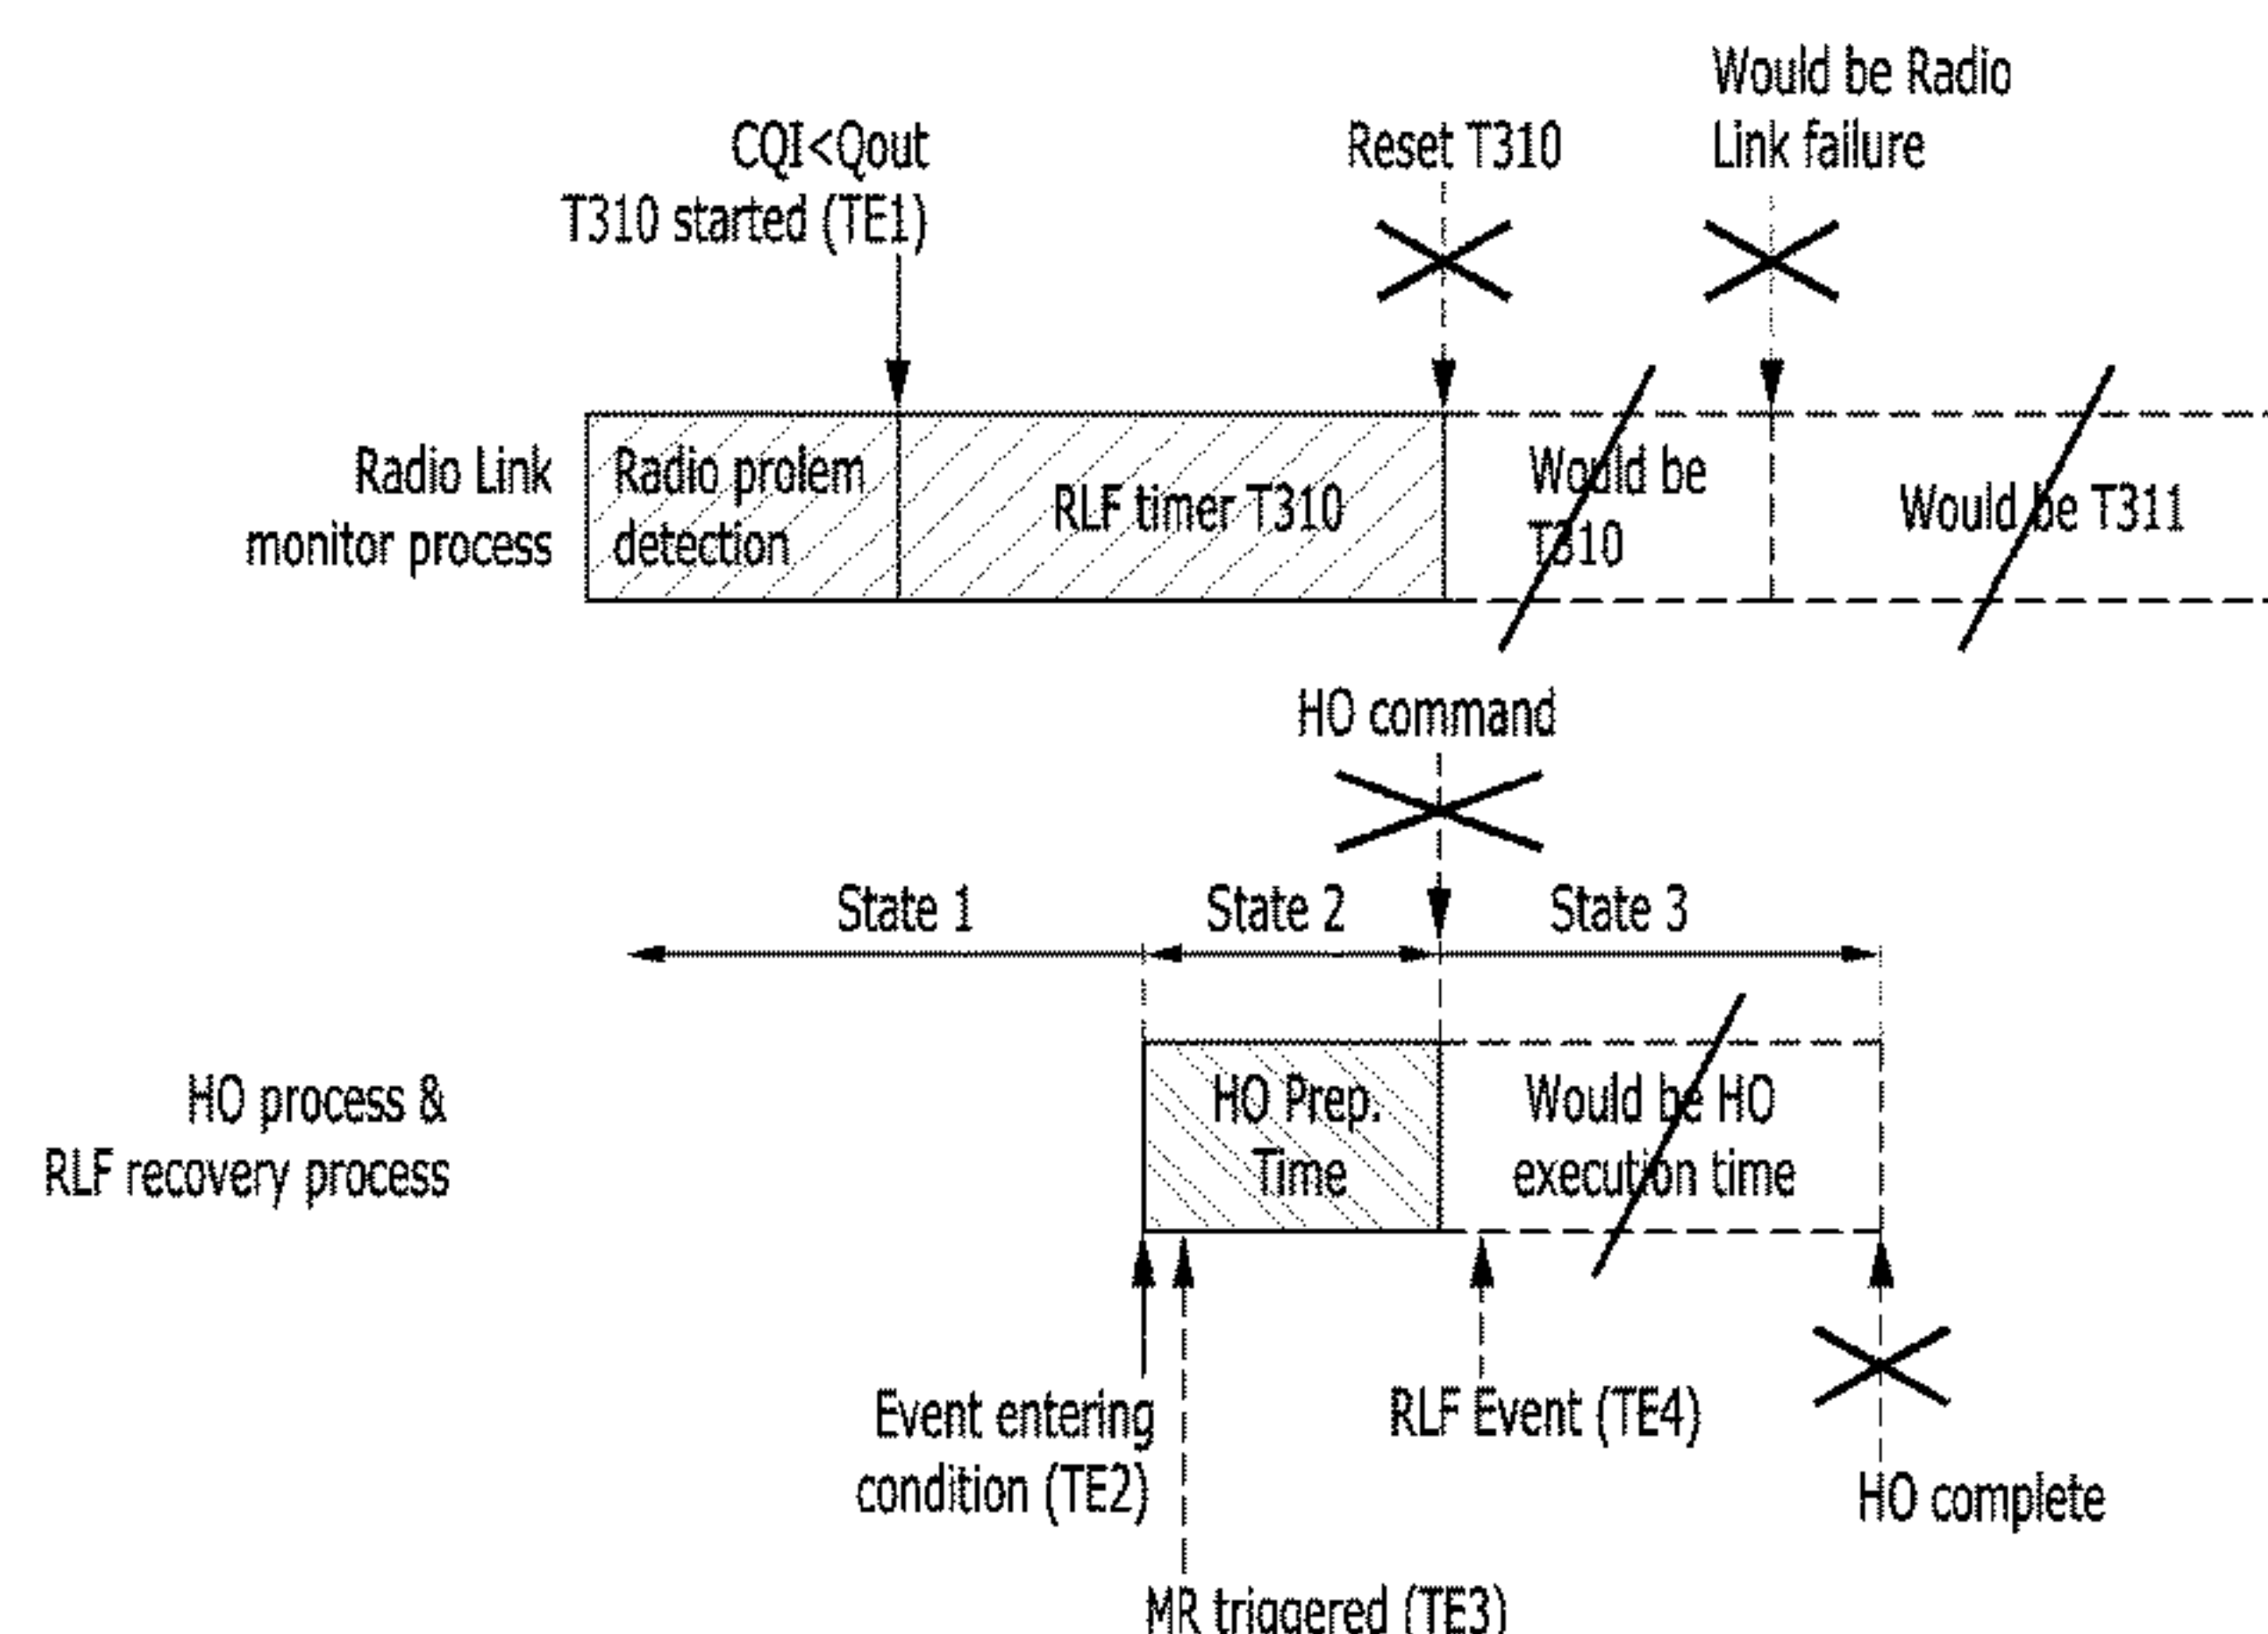 Would be Radio
Link failure
CQI<Qout
T310 started (TE1)
Reset T310
Radio Link
monitor process
Radio prolem
detection
RLF timer T310
Would be
T310
Would be T311
HO command
State 1
State 2
State 3
HO process &
RLF recovery process
HO Prep.
Time
Would be HO
execution time
Event entering
condition (TE2)
RLF Event (TE4)
HO complete
MR triggered (TE3)